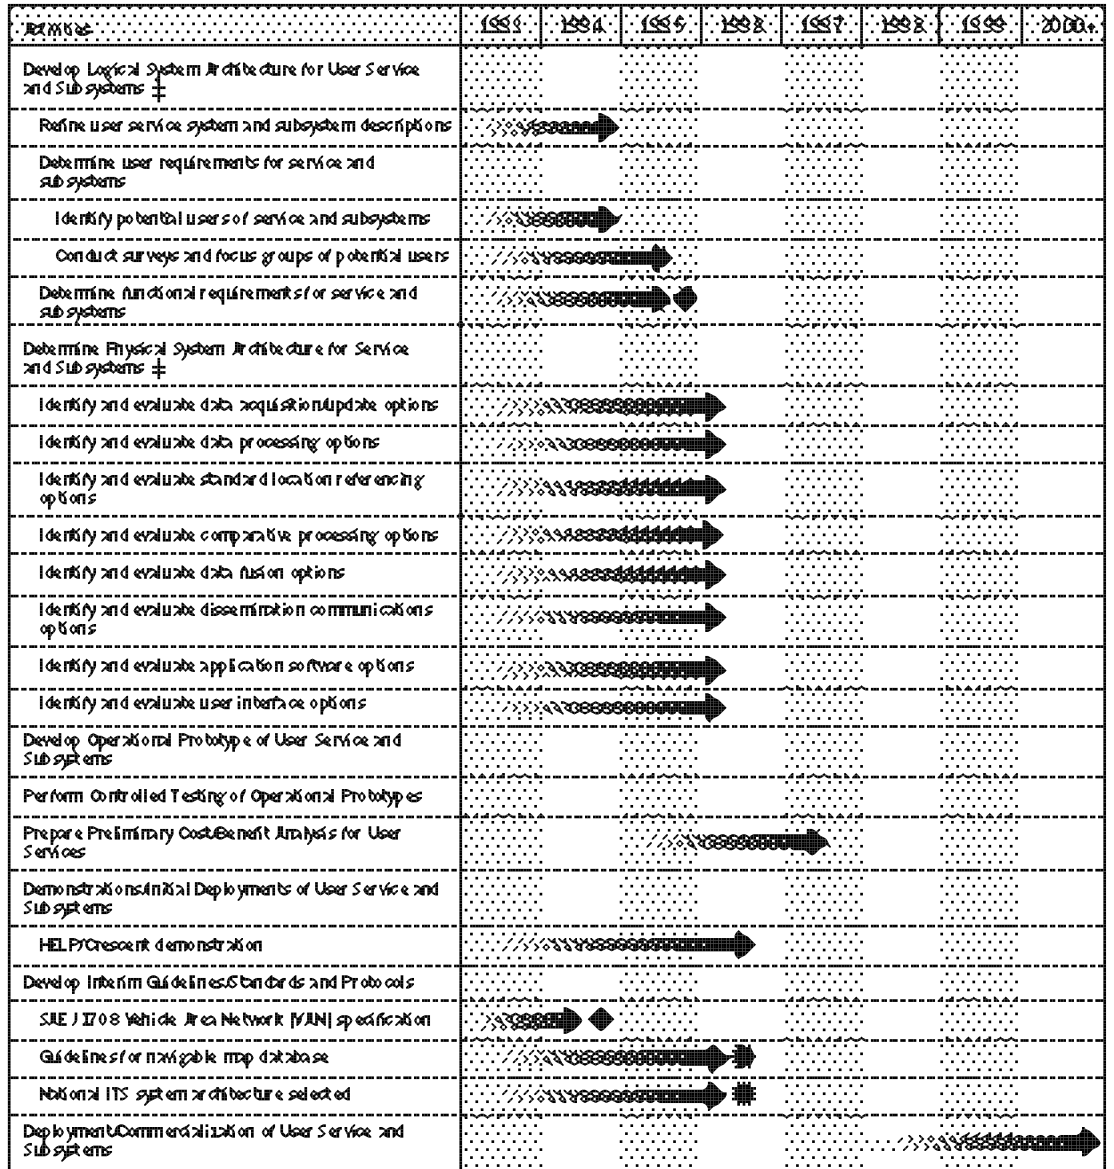 Activities 1993 1994 1995 1996 1997 1998 1999 2000+
Develop Logical System Architecture for User Service
and Subsystems ‡
Refine user service system and subsystem descriptions
Determine user requirements for service and
subsystems
Identify potential users of service and subsystems
Conduct surveys and focus groups of potential users
Determine functional requirements for service and
subsystems
Determine Physical System Architecture for Service
and Subsystems ‡
Identify and evaluate data acquisition/update options
Identify and evaluate data processing options
Identify and evaluate standard location referencing
options
Identify and evaluate comparative processing options
Identify and evaluate data fusion options
Identify and evaluate dissemination communications
options
Identify and evaluate application software options
Identify and evaluate user interface options
Develop Operational Prototype of User Service and
Subsystems
Perform Controlled Testing of Operational Prototypes
Prepare Preliminary Cost/Benefit Analysis for User
Services
Demonstrations/Initial Deployments of User Service and
Subsystems
HELP/Crescent demonstration
Develop Interim Guidelines/Standards and Protocols
SAE J1708 Vehicle Area Network (VAN) specification
Guidelines for navigable map database
National ITS system architecture selected
Deployment/Commercialization of User Service and
Subsystems